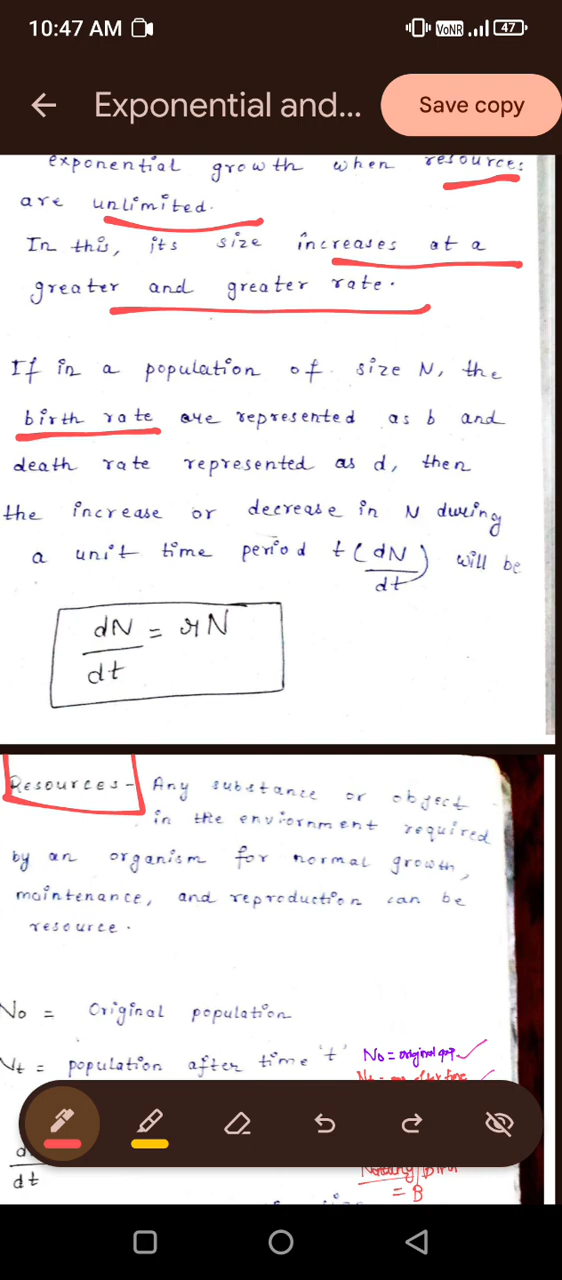 10:47 AM
VoNR
47
Exponential and...
Save copy
exponential growth when resources
are unlimited.
In this, its size increases at a
greater and greater rate.
If in a population of size N, the
birth rate are represented as b and
death rate represented as d, then
the increase or decrease in N during
a unit time period t (dN/dt) will be
dN/dt = rN
Resources - Any substance or object
in the enviornment required
by an organism for normal growth,
maintenance, and reproduction can be
resource.
No = Original population
Nt = population after time 't'
No = original pop
dt
= B